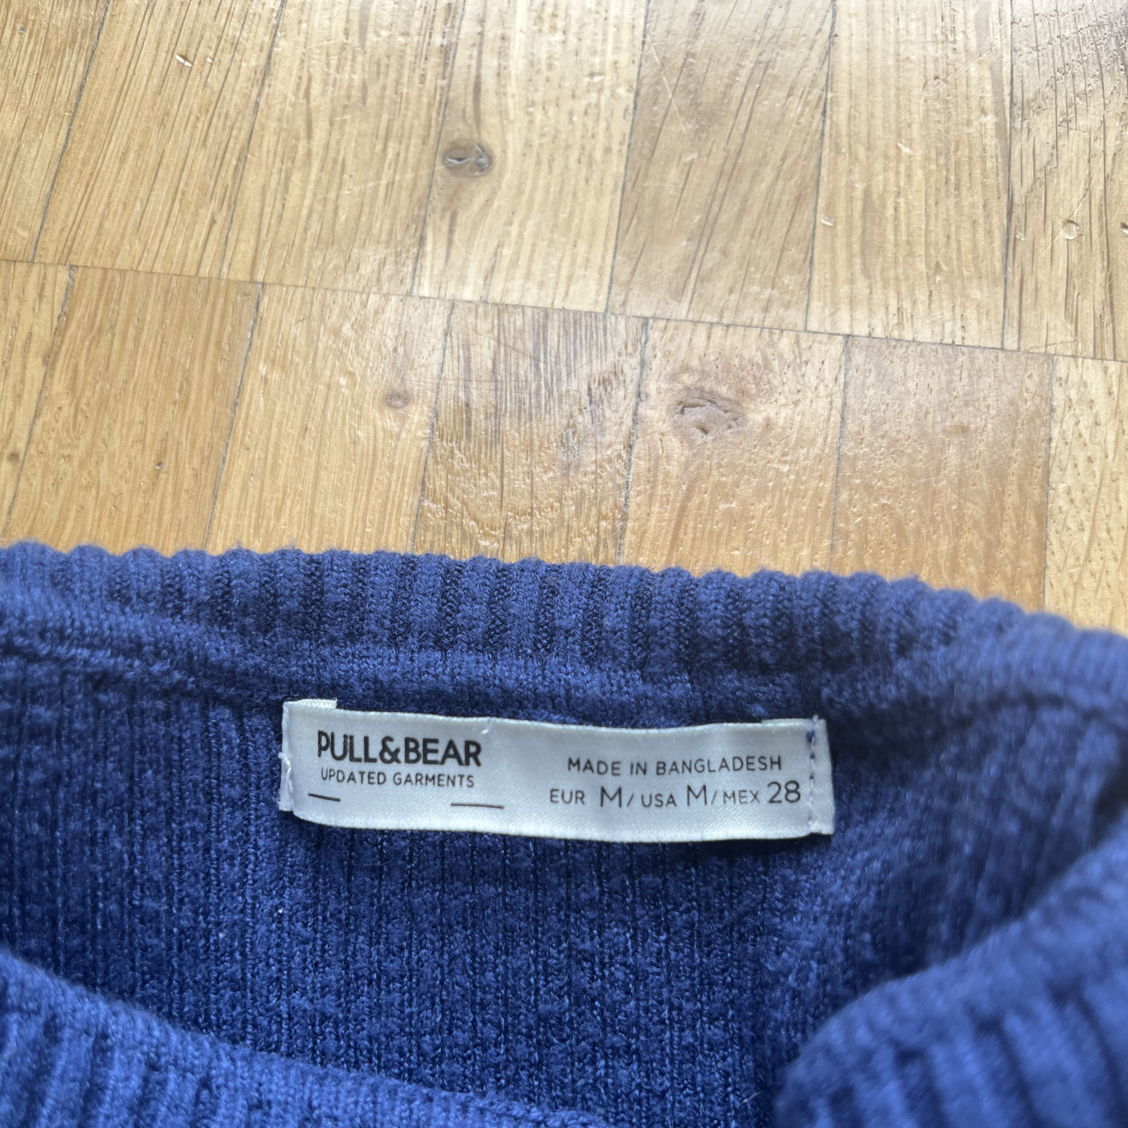 PULL&BEAR
UPDATED GARMENTS
MADE IN BANGLADESH
EUR M/USA M/MEX 28